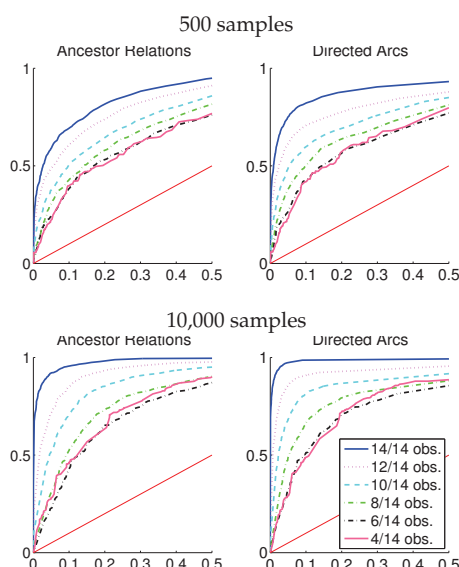 500 samples
Ancestor Relations
Directed Arcs
1
0.5
0
0 0.1 0.2 0.3 0.4 0.5
1
0.5
0
0 0.1 0.2 0.3 0.4 0.5
10,000 samples
Ancestor Relations
Directed Arcs
1
0.5
0
0 0.1 0.2 0.3 0.4 0.5
1
0.5
0
0 0.1 0.2 0.3 0.4 0.5
14/14 obs.
12/14 obs.
10/14 obs.
8/14 obs.
6/14 obs.
4/14 obs.